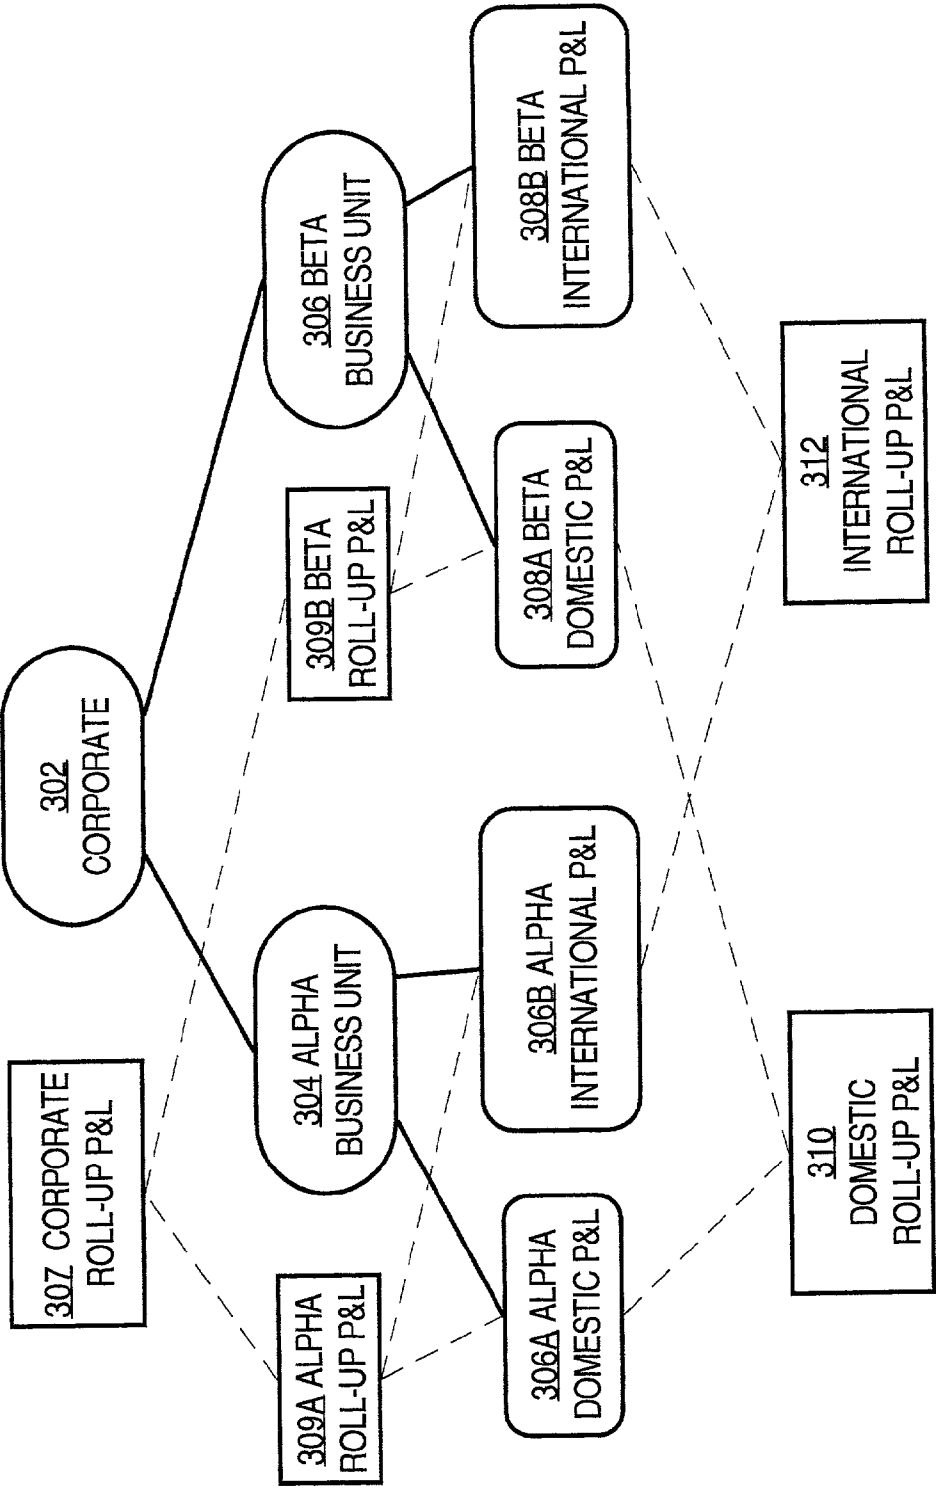 302
CORPORATE
307 CORPORATE
ROLL-UP P&L
304 ALPHA
BUSINESS UNIT
306 BETA
BUSINESS UNIT
309A ALPHA
ROLL-UP P&L
309B BETA
ROLL-UP P&L
306A ALPHA
DOMESTIC P&L
306B ALPHA
INTERNATIONAL P&L
308A BETA
DOMESTIC P&L
308B BETA
INTERNATIONAL P&L
310
DOMESTIC
ROLL-UP P&L
312
INTERNATIONAL
ROLL-UP P&L